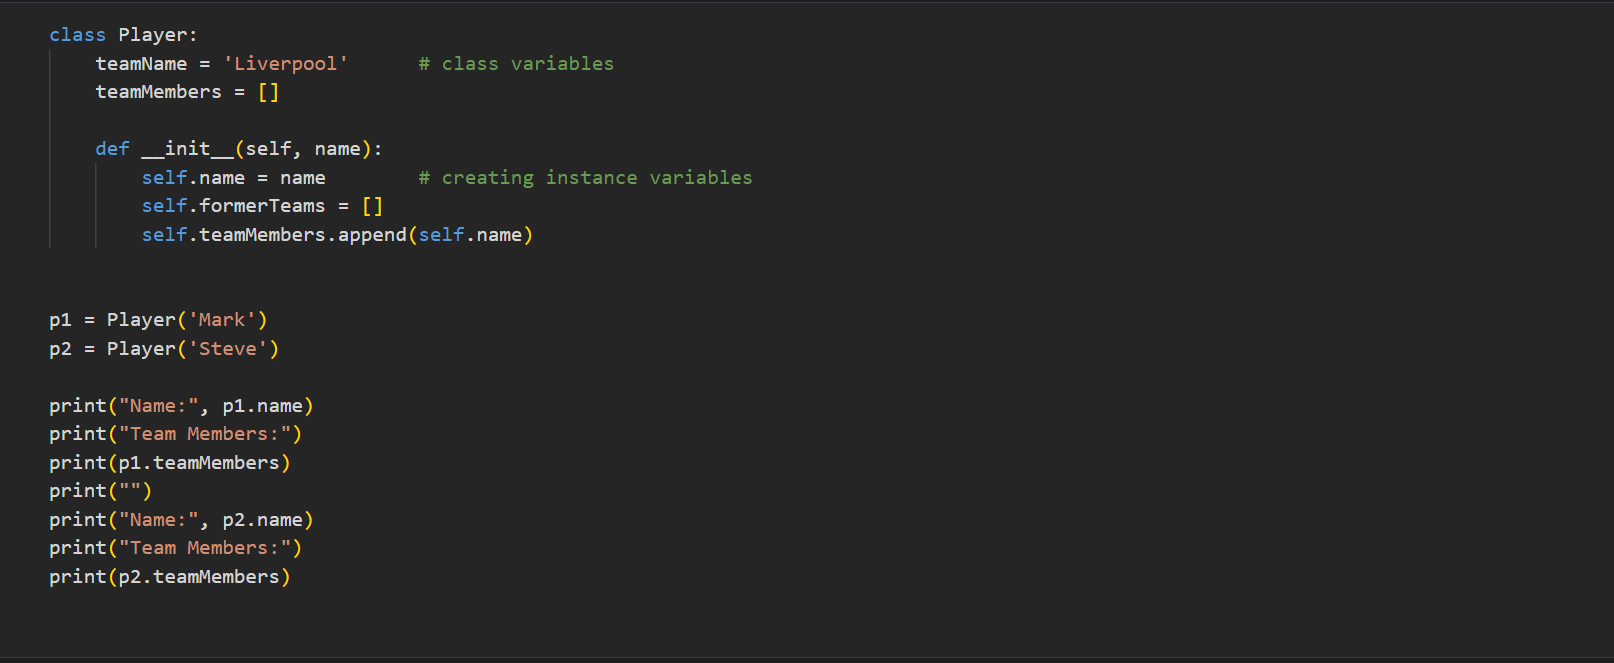 class Player:
    teamName = 'Liverpool'      # class variables
    teamMembers = []

    def __init__(self, name):
        self.name = name        # creating instance variables
        self.formerTeams = []
        self.teamMembers.append(self.name)


p1 = Player('Mark')
p2 = Player('Steve')

print("Name:", p1.name)
print("Team Members:")
print(p1.teamMembers)
print("")
print("Name:", p2.name)
print("Team Members:")
print(p2.teamMembers)